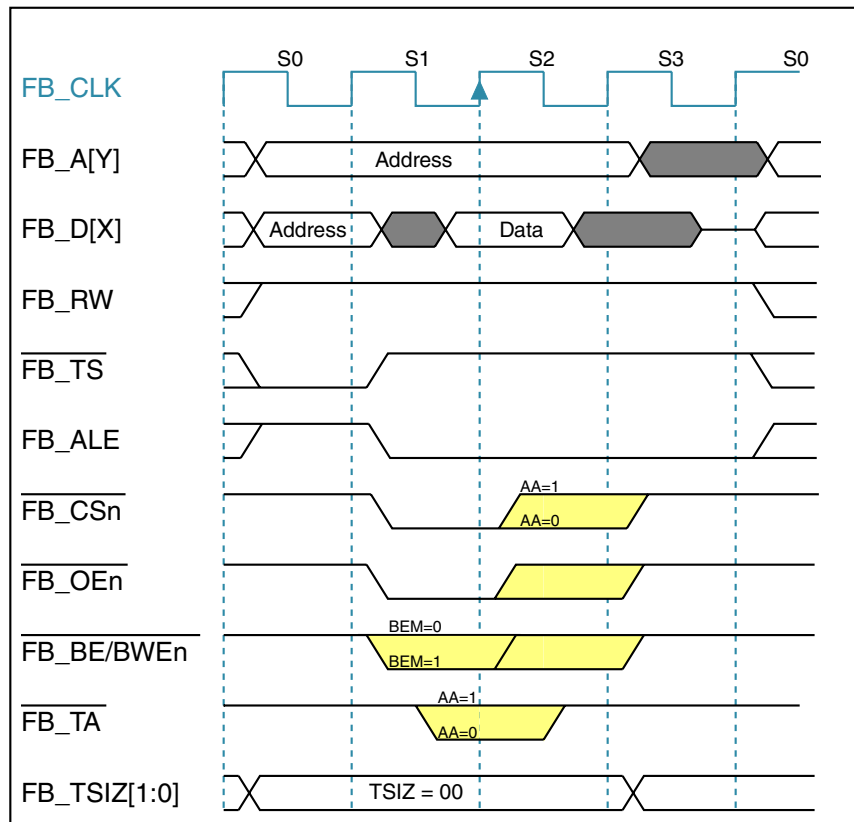 S0 S1 S2 S3 S0
FB_CLK
FB_A[Y] Address
FB_D[X] Address Data
FB_RW
FB_TS
FB_ALE
AA=1
FB_CSn AA=0
FB_OEn
BEM=0
FB_BE/BWEn BEM=1
AA=1
FB_TA AA=0
FB_TSIZ[1:0] TSIZ = 00